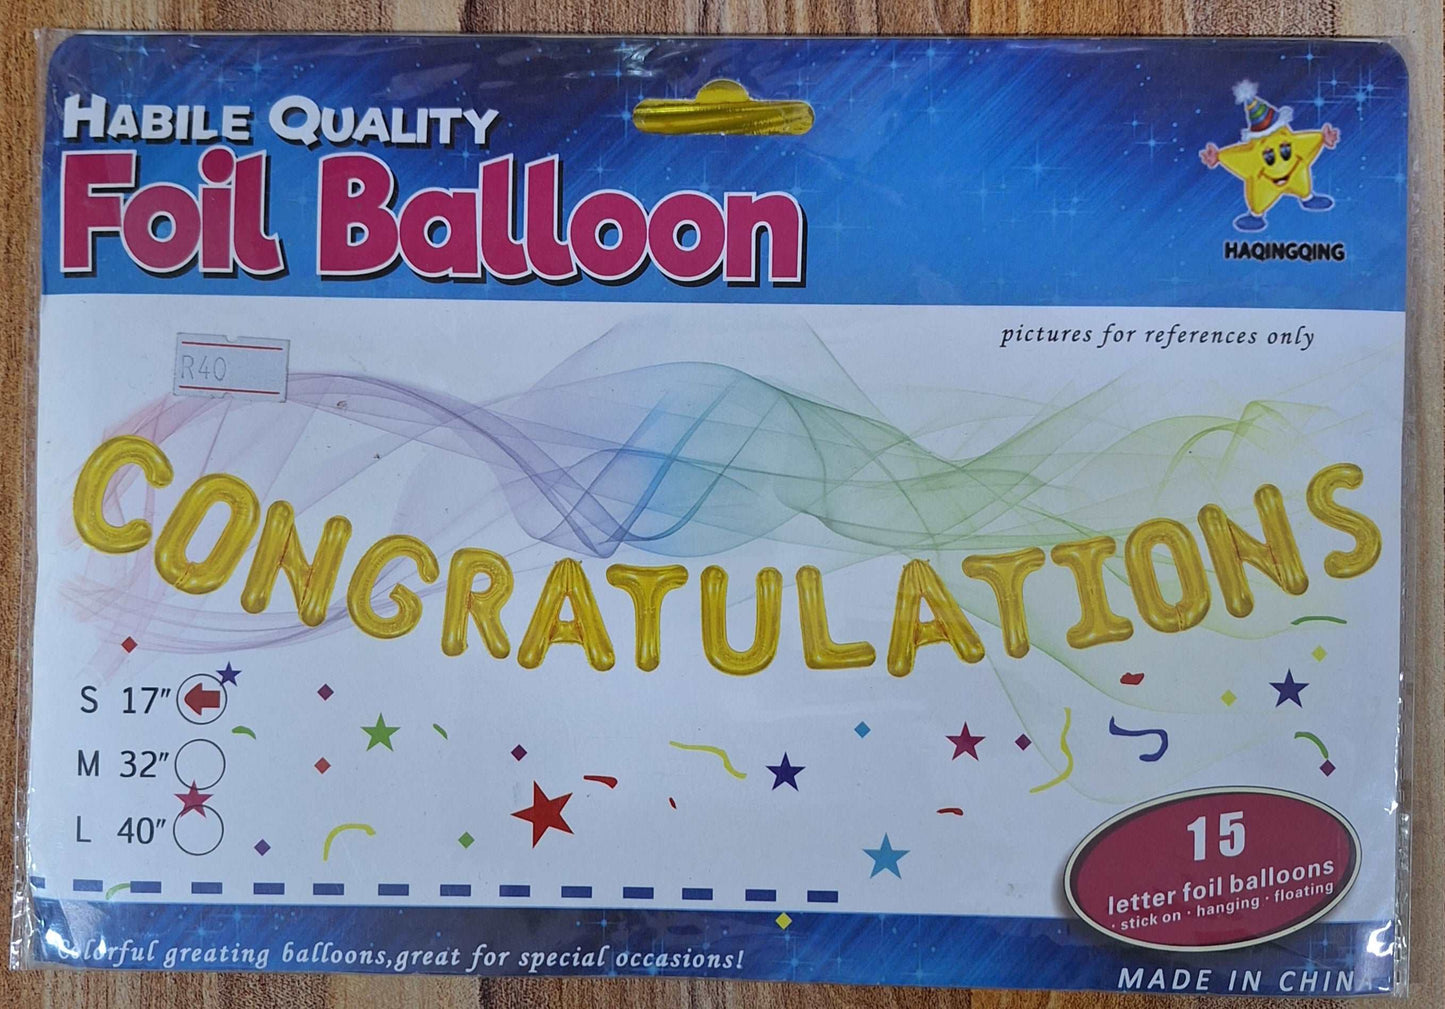 HABILE QUALITY
Foil Balloon
HAQINGQING
pictures for references only
R40
CONGRATULATIONS
S 17"
M 32"
L 40"
15
letter foil balloons
· stick on · hanging · floating
Colorful greating balloons,great for special occasions!
MADE IN CHINA